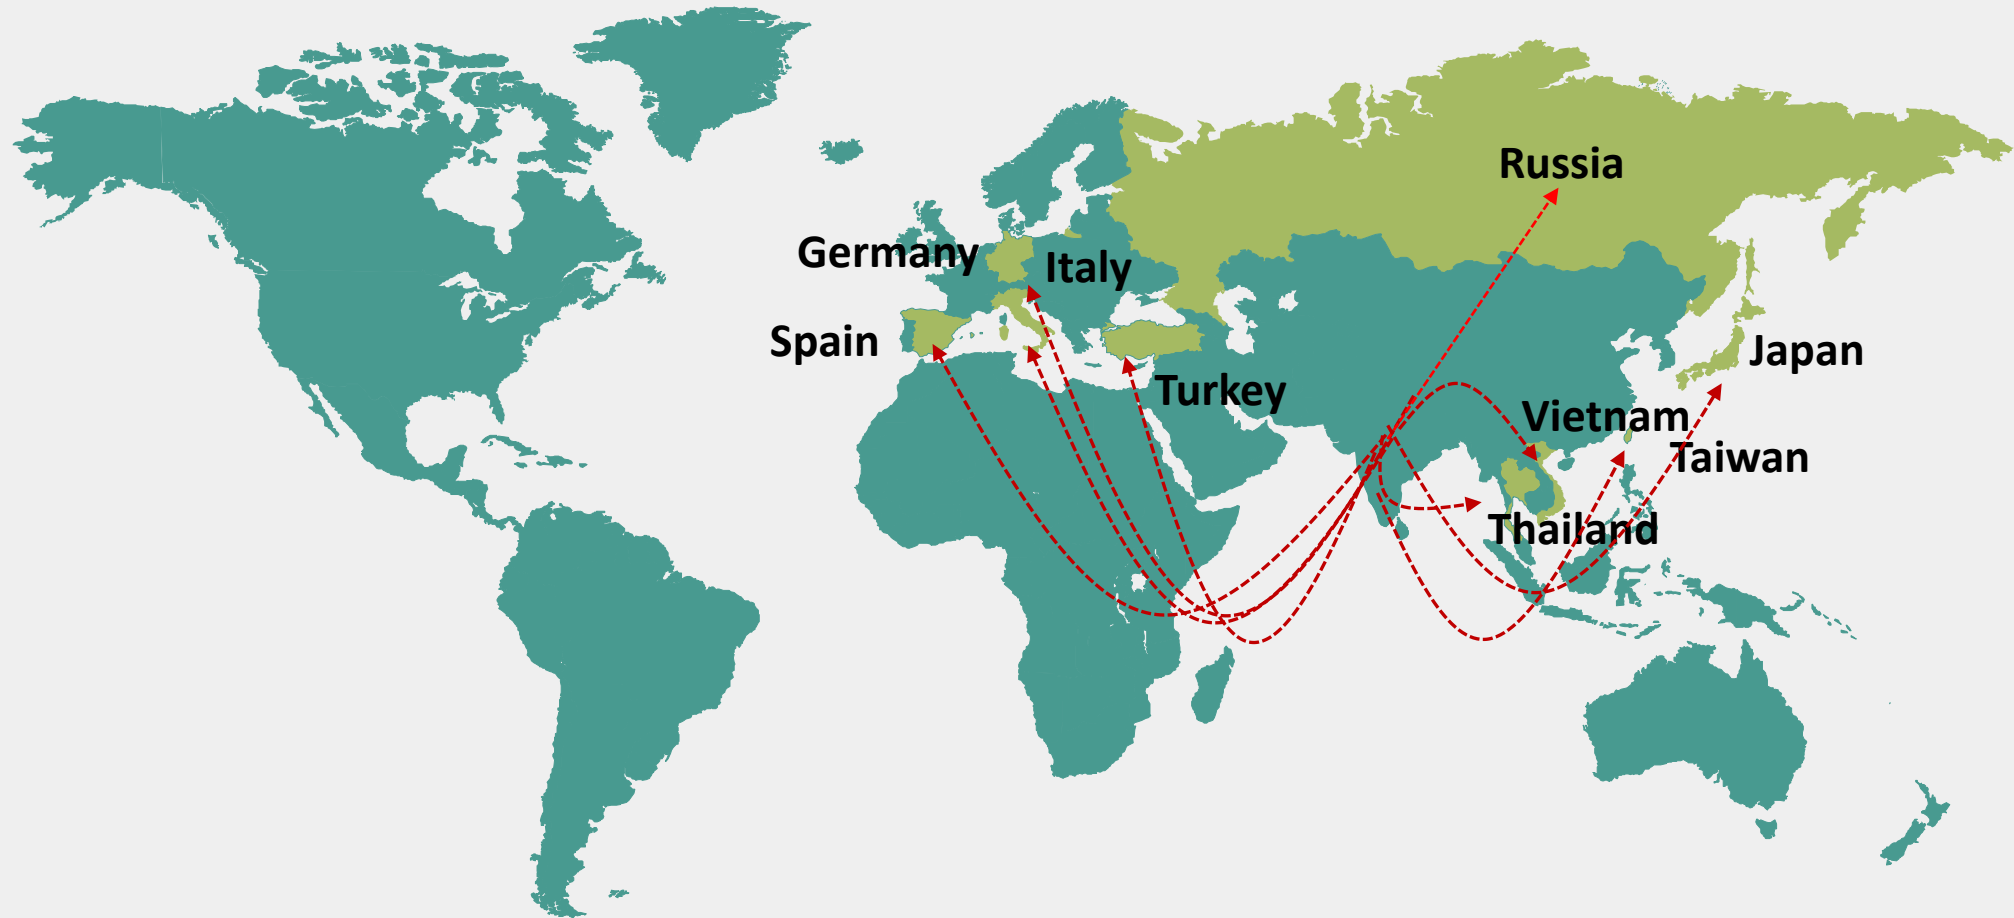 Russia
Germany
Italy
Spain
Japan
Turkey
Vietnam
Taiwan
Thailand